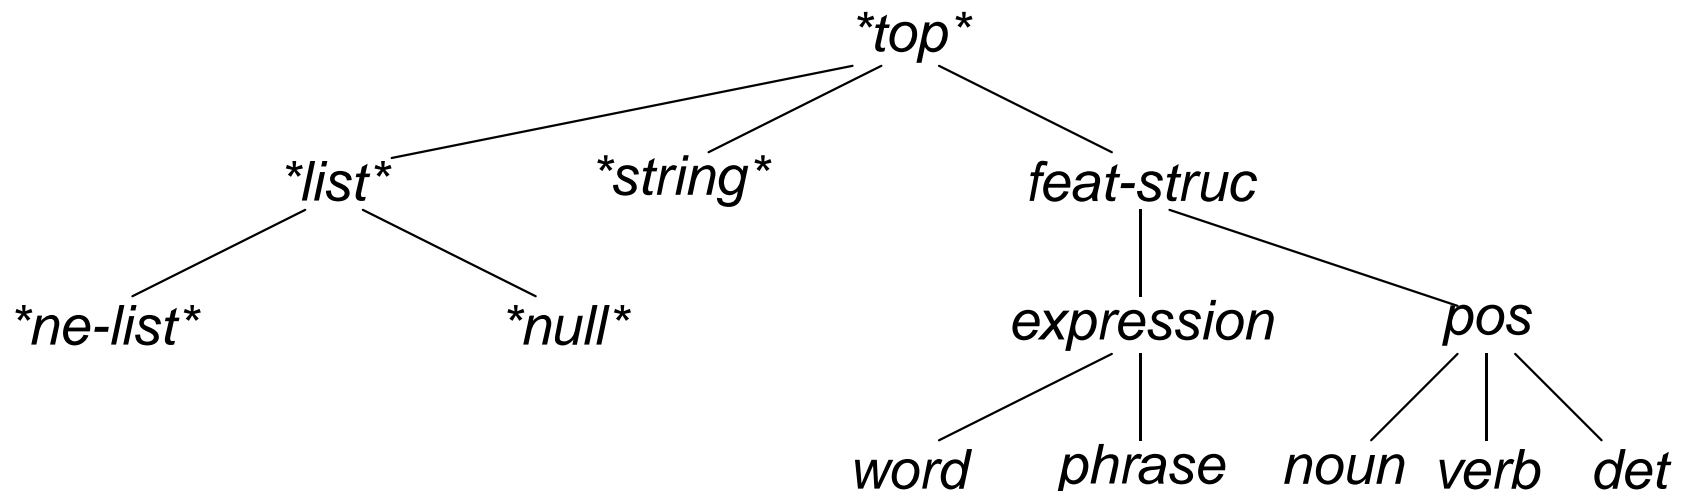 *top*
*list* *string* feat-struc
*ne-list* *null* expression pos
word phrase noun verb det